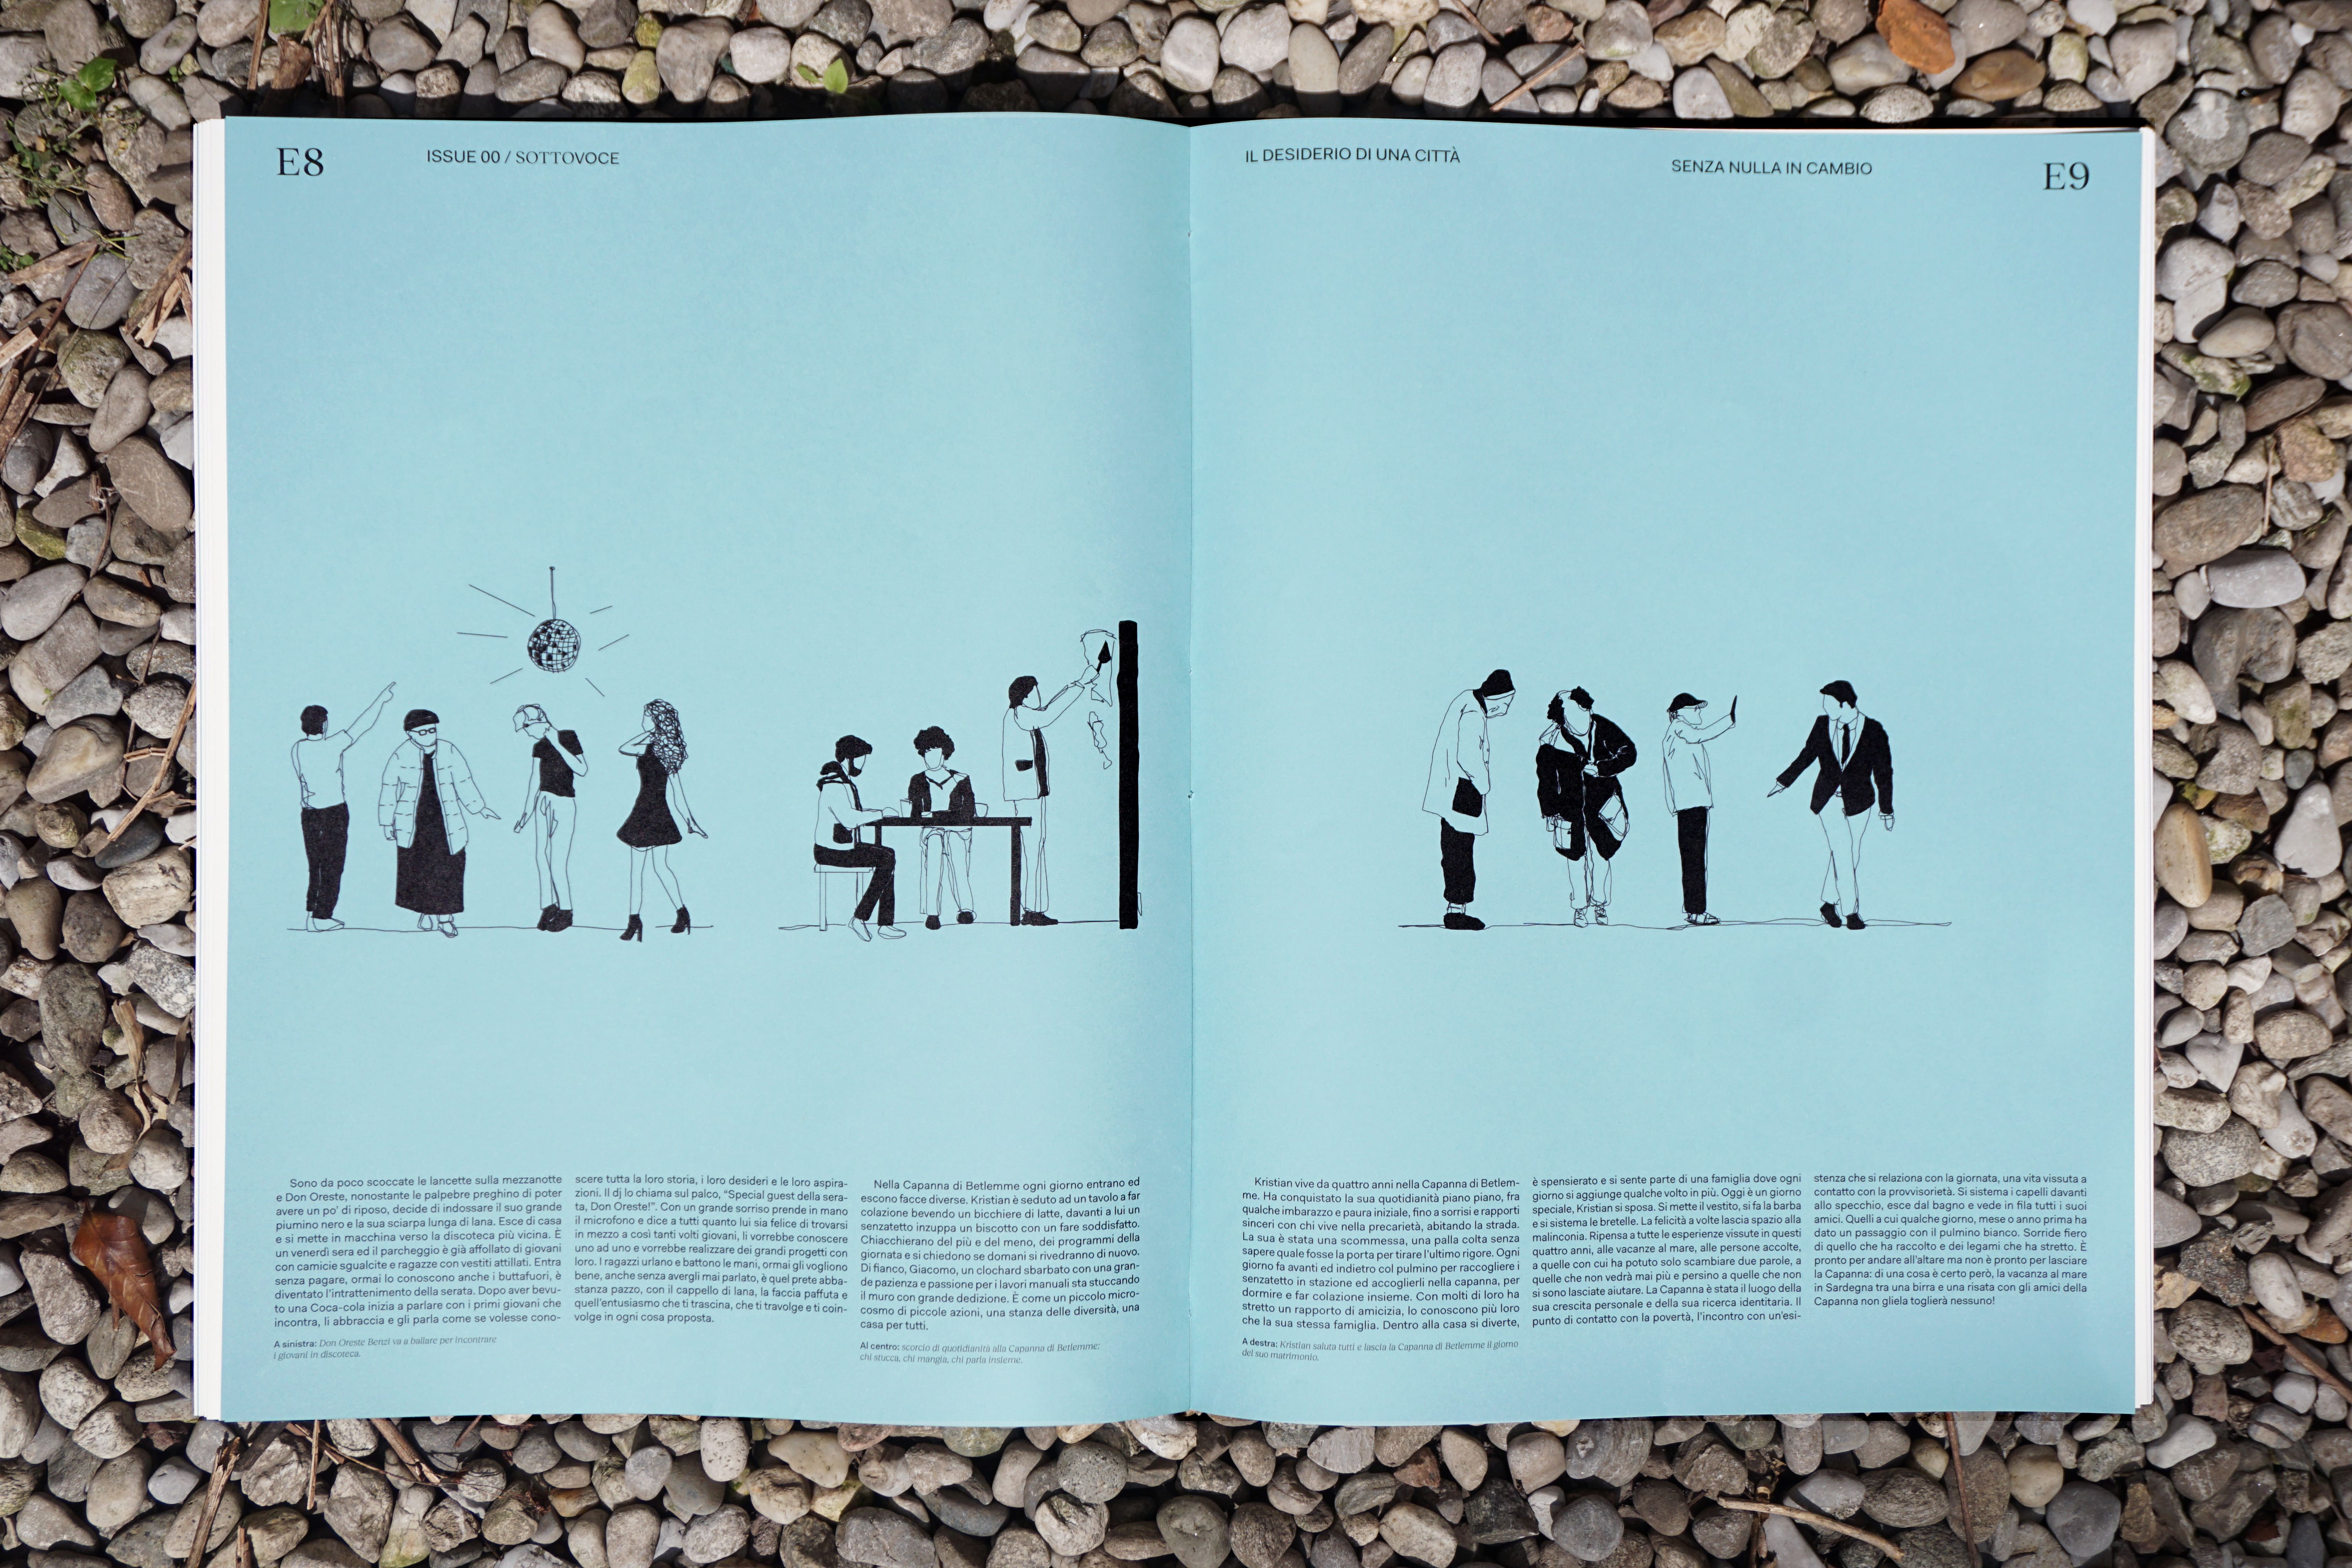 E8
ISSUE 00 / SOTTOVOCE
IL DESIDERIO DI UNA CITTÀ
SENZA NULLA IN CAMBIO
E9
Sono da poco scoccate le lancette sulla mezzanotte
e Don Oreste, nonostante le palpebre preghino di poter
avere un po' di riposo, decide di indossare il suo grande
piumino nero e la sua sciarpa lunga di lana. Esce di casa
e si mette in macchina verso la discoteca più vicina. È
un venerdì sera ed il parcheggio è già affollato di giovani
con camicie sgualcite e ragazze con vestiti attillati. Entra
senza pagare, ormai lo conoscono anche i buttafuori, è
diventato l'intrattenimento della serata. Dopo aver bevu-
to una Coca-cola inizia a parlare con i primi giovani che
incontra, li abbraccia e gli parla come se volesse cono-
scere tutta la loro storia, i loro desideri e le loro aspira-
zioni. Il dj lo chiama sul palco, “Special guest della sera-
ta, Don Oreste!”. Con un grande sorriso prende in mano
il microfono e dice a tutti quanto lui sia felice di trovarsi
in mezzo a così tanti volti giovani, li vorrebbe conoscere
uno ad uno e vorrebbe realizzare dei grandi progetti con
loro. I ragazzi urlano e battono le mani, ormai gli vogliono
bene, anche senza avergli mai parlato, è quel prete abba-
stanza pazzo, con il cappello di lana, la faccia paffuta e
quell'entusiasmo che ti trascina, che ti travolge e ti coin-
volge in ogni cosa proposta.
A sinistra: Don Oreste Benzi va a ballare per incontrare
i giovani in discoteca.
Nella Capanna di Betlemme ogni giorno entrano ed
escono facce diverse. Kristian è seduto ad un tavolo a far
colazione bevendo un bicchiere di latte, davanti a lui un
senzatetto inzuppa un biscotto con un fare soddisfatto.
Chiacchierano del più e del meno, dei programmi della
giornata e si chiedono se domani si rivedranno di nuovo.
Di fianco, Giacomo, un clochard sbarbato con una gran-
de pazienza e passione per i lavori manuali sta stuccando
il muro con grande dedizione. È come un piccolo micro-
cosmo di piccole azioni, una stanza delle diversità, una
casa per tutti.
Al centro: scorcio di quotidianità alla Capanna di Betlemme:
chi stucca, chi mangia, chi parla insieme.
Kristian vive da quattro anni nella Capanna di Betlem-
me. Ha conquistato la sua quotidianità piano piano, fra
qualche imbarazzo e paura iniziale, fino a sorrisi e rapporti
sinceri con chi vive nella precarietà, abitando la strada.
La sua è stata una scommessa, una palla colta senza
sapere quale fosse la porta per tirare l'ultimo rigore. Ogni
giorno fa avanti ed indietro col pulmino per raccogliere i
senzatetto in stazione ed accoglierli nella capanna, per
dormire e far colazione insieme. Con molti di loro ha
stretto un rapporto di amicizia, lo conoscono più loro
che la sua stessa famiglia. Dentro alla casa si diverte,
è spensierato e si sente parte di una famiglia dove ogni
giorno si aggiunge qualche volto in più. Oggi è un giorno
speciale, Kristian si sposa. Si mette il vestito, si fa la barba
e si sistema le bretelle. La felicità a volte lascia spazio alla
malinconia. Ripensa a tutte le esperienze vissute in questi
quattro anni, alle vacanze al mare, alle persone accolte,
a quelle con cui ha potuto solo scambiare due parole, a
quelle che non vedrà mai più e persino a quelle che non
si sono lasciate aiutare. La Capanna è stata il luogo della
sua crescita personale e della sua ricerca identitaria. Il
punto di contatto con la povertà, l'incontro con un'esi-
stenza che si relaziona con la giornata, una vita vissuta a
contatto con la provvisorietà. Si sistema i capelli davanti
allo specchio, esce dal bagno e vede in fila tutti i suoi
amici. Quelli a cui qualche giorno, mese o anno prima ha
dato un passaggio con il pulmino bianco. Sorride fiero
di quello che ha raccolto e dei legami che ha stretto. È
pronto per andare all'altare ma non è pronto per lasciare
la Capanna: di una cosa è certo però, la vacanza al mare
in Sardegna tra una birra e una risata con gli amici della
Capanna non gliela toglierà nessuno!
A destra: Kristian saluta tutti e lascia la Capanna di Betlemme il giorno
del suo matrimonio.